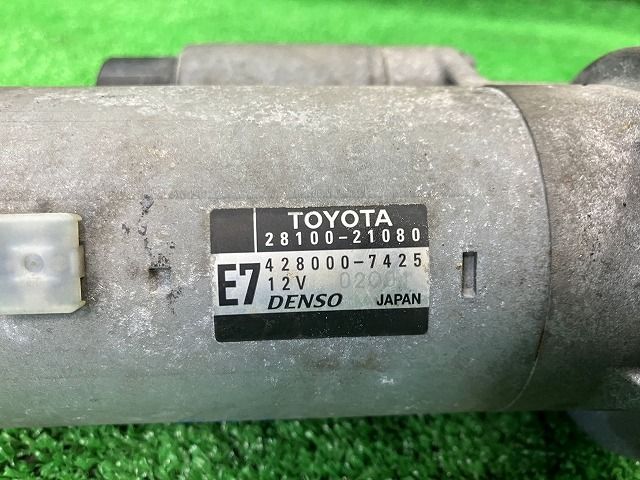 TOYOTA
28100-21080
E7
428000-7425
12V
DENSO JAPAN